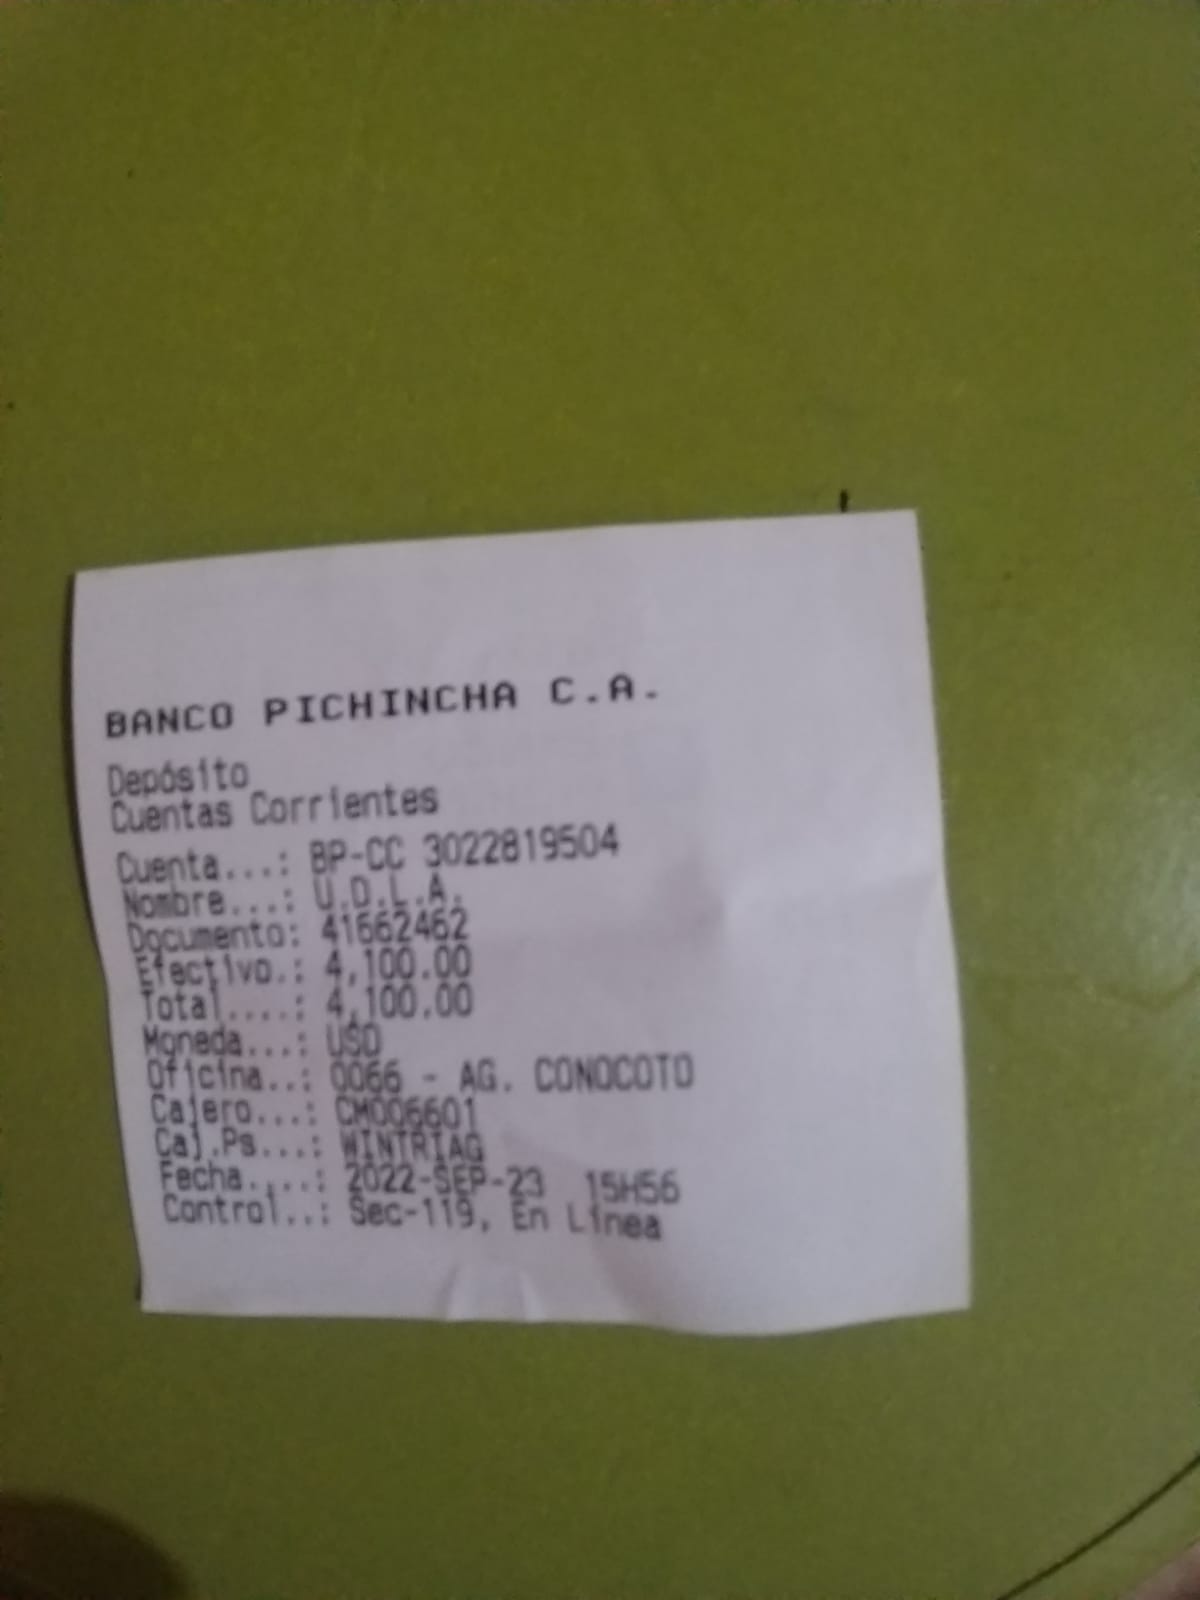 BANCO PICHINCHA C.A.
Depósito
Cuentas Corrientes
Cuenta...: BP-CC 3022819504
Nombre...: U.D.L.A.
Documento: 41662462
Efectivo.: 4,100.00
Total....: 4,100.00
Moneda...: USD
Oficina..: 0066 - AG. CONOCOTO
Cajero...: CM006601
Caj.Ps...: WINTRIAG
Fecha....: 2022-SEP-23 15H56
Control..: Sec-119, En Línea